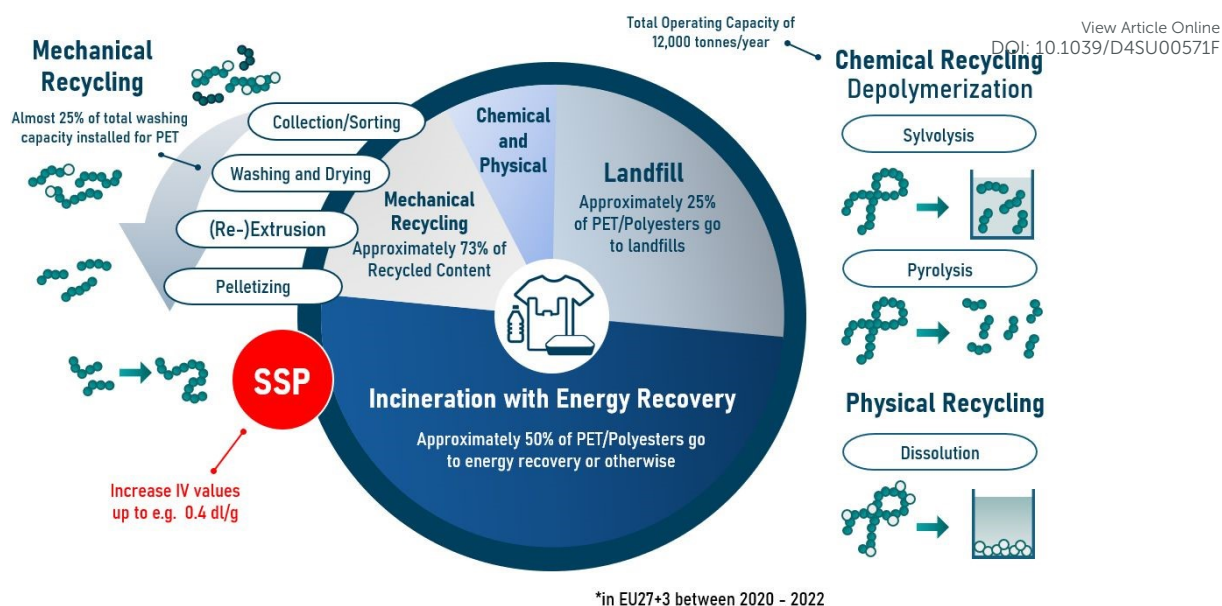 View Article Online
DOI: 10.1039/D4SU00571F
Mechanical
Recycling
Almost 25% of total washing
capacity installed for PET
Collection/Sorting
Washing and Drying
(Re-)Extrusion
Pelletizing
SSP
Increase IV values
up to e.g. 0.4 dl/g
Mechanical
Recycling
Approximately 73% of
Recycled Content
Chemical
and
Physical
Landfill
Approximately 25%
of PET/Polyesters go
to landfills
Incineration with Energy Recovery
Approximately 50% of PET/Polyesters go
to energy recovery or otherwise
Total Operating Capacity of
12,000 tonnes/year
Chemical Recycling
Depolymerization
Sylvolysis
Pyrolysis
Physical Recycling
Dissolution
*in EU27+3 between 2020 - 2022